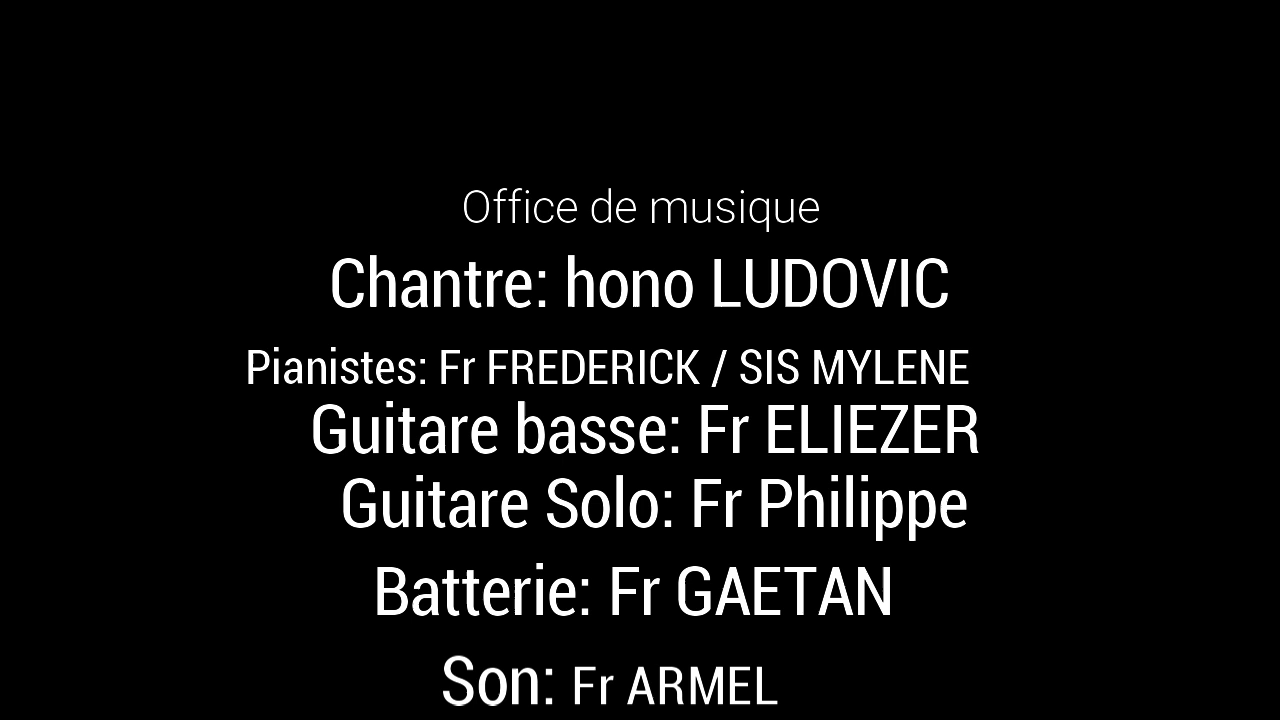 Office de musique
Chantre: hono LUDOVIC
Pianistes: Fr FREDERICK / SIS MYLENE
Guitare basse: Fr ELIEZER
Guitare Solo: Fr Philippe
Batterie: Fr GAETAN
Son: Fr ARMEL